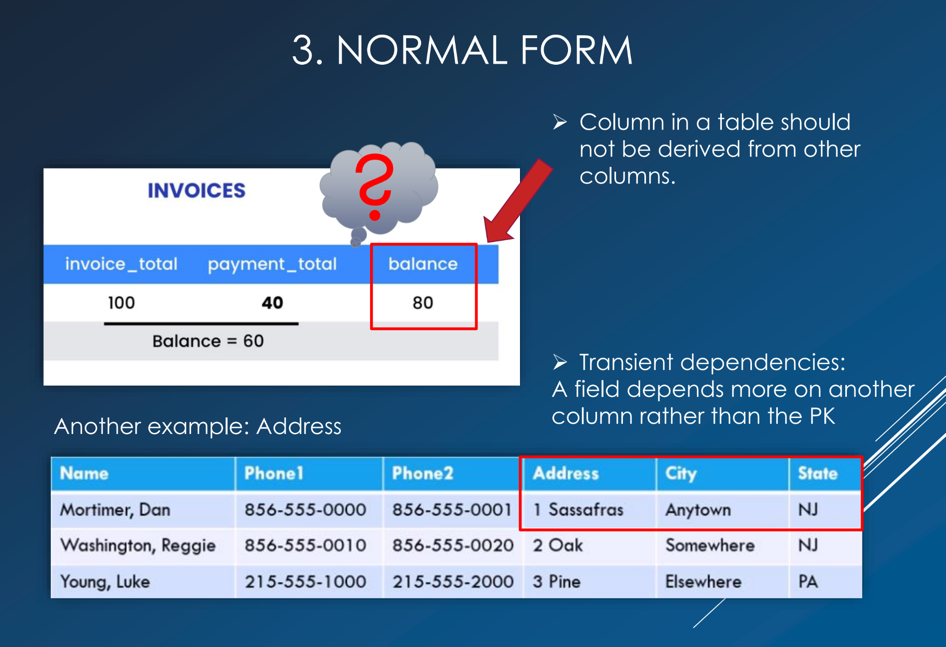 3. NORMAL FORM
➢ Column in a table should
not be derived from other
columns.
INVOICES
?
invoice_total payment_total balance
100 40 80
Balance = 60
➢ Transient dependencies:
A field depends more on another
column rather than the PK
Another example: Address
Name Phone1 Phone2 Address City State
Mortimer, Dan 856-555-0000 856-555-0001 1 Sassafras Anytown NJ
Washington, Reggie 856-555-0010 856-555-0020 2 Oak Somewhere NJ
Young, Luke 215-555-1000 215-555-2000 3 Pine Elsewhere PA